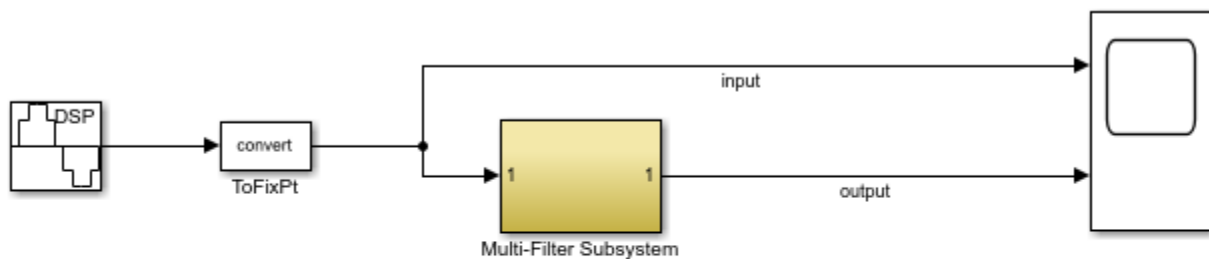 input
DSP
convert
ToFixPt
1
1
output
Multi-Filter Subsystem